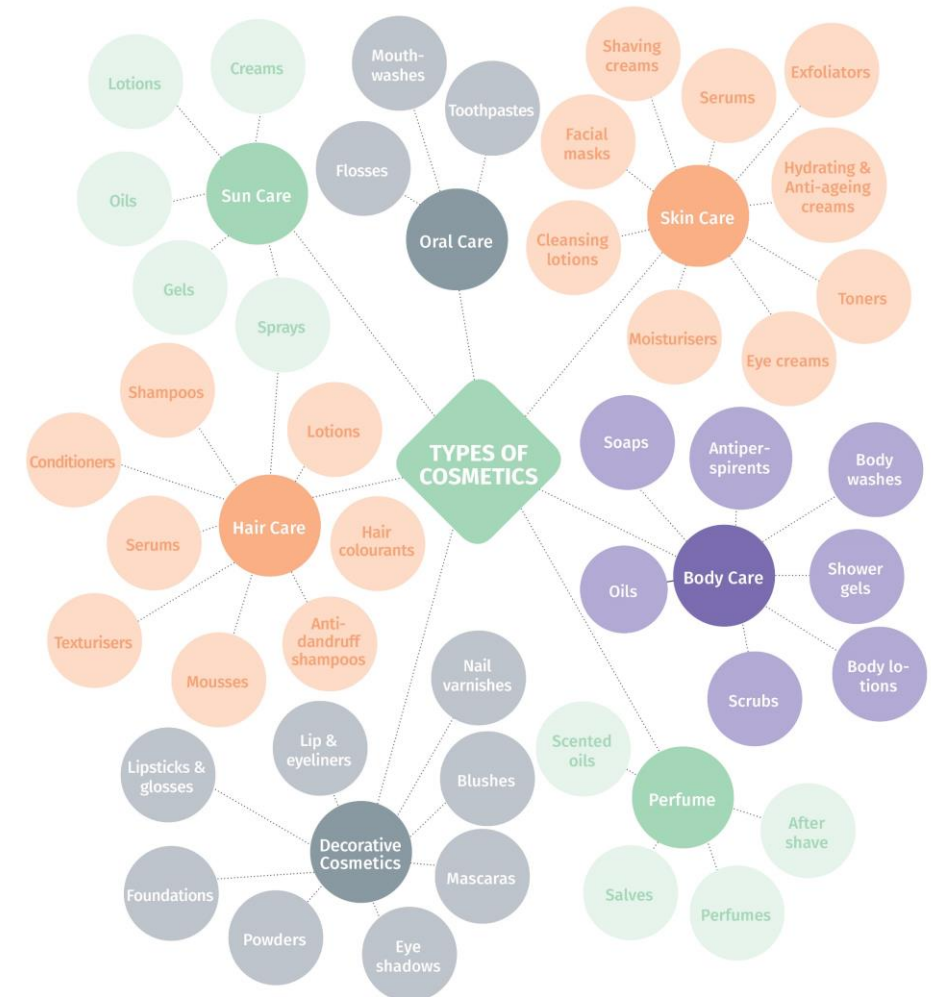 TYPES OF
COSMETICS
Sun Care
Lotions
Creams
Oils
Gels
Sprays
Oral Care
Mouth-
washes
Toothpastes
Flosses
Skin Care
Shaving
creams
Serums
Exfoliators
Facial
masks
Hydrating &
Anti-ageing
creams
Cleansing
lotions
Toners
Moisturisers
Eye creams
Hair Care
Shampoos
Lotions
Conditioners
Serums
Hair
colourants
Texturisers
Mousses
Anti-
dandruff
shampoos
Body Care
Soaps
Antiper-
spirents
Body
washes
Oils
Shower
gels
Scrubs
Body lo-
tions
Decorative
Cosmetics
Nail
varnishes
Lip &
eyeliners
Lipsticks &
glosses
Blushes
Mascaras
Foundations
Powders
Eye
shadows
Perfume
Scented
oils
After
shave
Salves
Perfumes